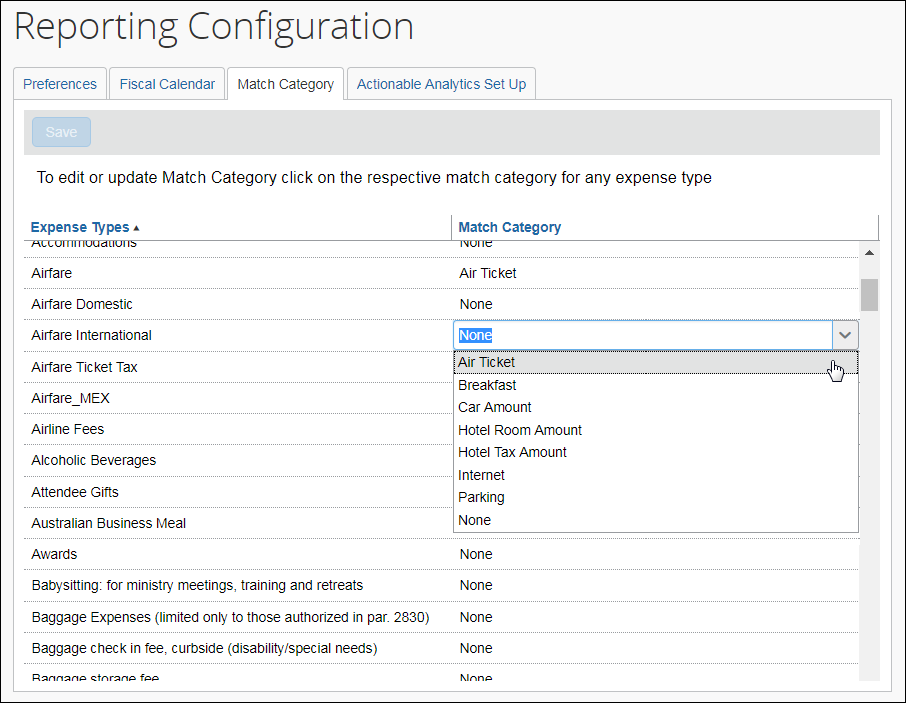 Reporting Configuration
Preferences Fiscal Calendar Match Category Actionable Analytics Set Up
Save
To edit or update Match Category click on the respective match category for any expense type
Expense Types Match Category
Accommodations None
Airfare Air Ticket
Airfare Domestic None
Airfare International None
Airfare Ticket Tax
Airfare_MEX
Airline Fees
Alcoholic Beverages
Attendee Gifts
Australian Business Meal
Air Ticket
Breakfast
Car Amount
Hotel Room Amount
Hotel Tax Amount
Internet
Parking
None
Awards None
Babysitting: for ministry meetings, training and retreats None
Baggage Expenses (limited only to those authorized in par. 2830) None
Baggage check in fee, curbside (disability/special needs) None
Baggage storage fee None